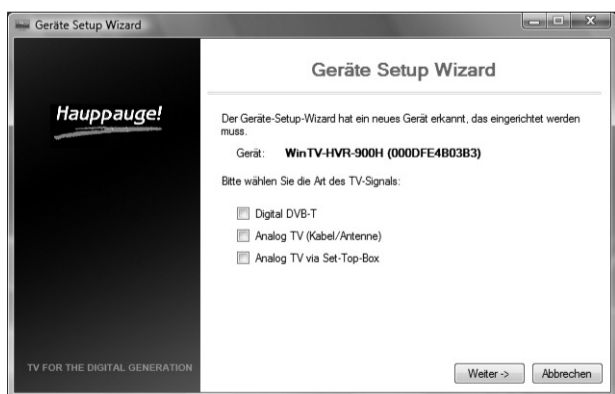 Geräte Setup Wizard
Geräte Setup Wizard
Hauppauge!
Der Geräte-Setup-Wizard hat ein neues Gerät erkannt, das eingerichtet werden
muss.
Gerät: WinTV-HVR-900H (000DFE4B03B3)
Bitte wählen Sie die Art des TV-Signals:
Digital DVB-T
Analog TV (Kabel/Antenne)
Analog TV via Set-Top-Box
TV FOR THE DIGITAL GENERATION
Weiter -> Abbrechen